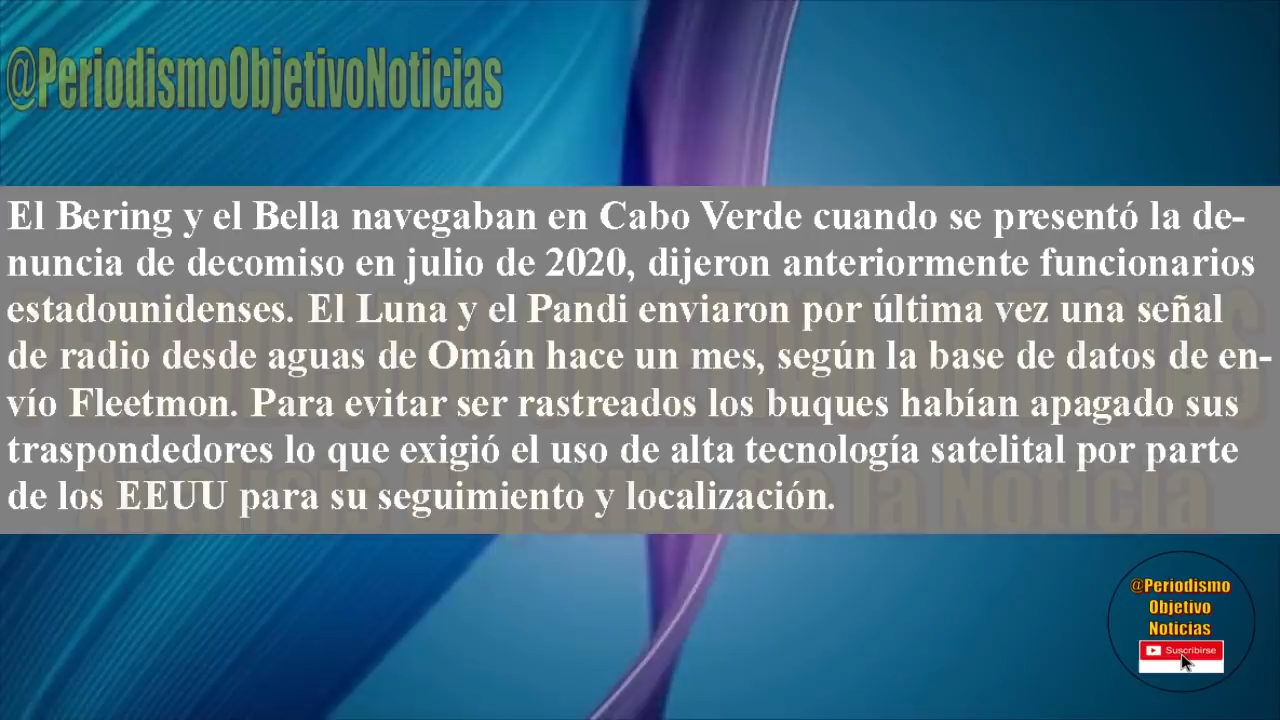 @PeriodismoObjetivoNoticias
El Bering y el Bella navegaban en Cabo Verde cuando se presentó la de-
nuncia de decomiso en julio de 2020, dijeron anteriormente funcionarios
estadounidenses. El Luna y el Pandi enviaron por última vez una señal
de radio desde aguas de Omán hace un mes, según la base de datos de en-
vío Fleetmon. Para evitar ser rastreados los buques habían apagado sus
traspondedores lo que exigió el uso de alta tecnología satelital por parte
de los EEUU para su seguimiento y localización.
@Periodismo
Objetivo
Noticias
Suscribirse